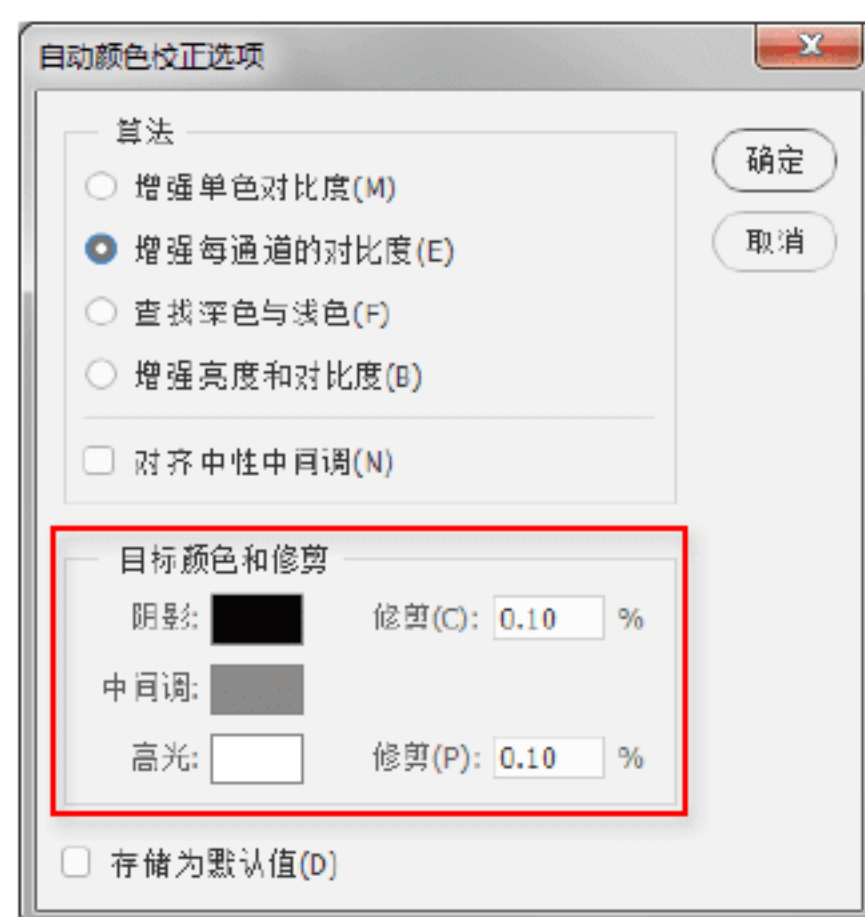 自动颜色校正选项
算法
增强单色对比度(M)
增强每通道的对比度(E)
查找深色与浅色(F)
增强亮度和对比度(B)
对齐中性中间调(N)
确定
取消
目标颜色和修剪
阴影: 修剪(C): 0.10 %
中间调:
高光: 修剪(P): 0.10 %
存储为默认值(D)